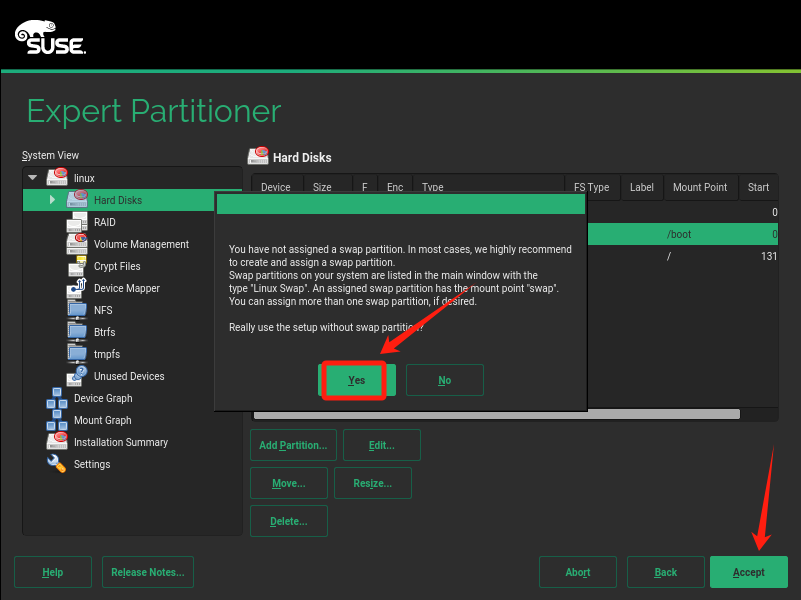 SUSE
Expert Partitioner
System View
linux
Hard Disks
RAID
Volume Management
Crypt Files
Device Mapper
NFS
Btrfs
tmpfs
Unused Devices
Device Graph
Mount Graph
Installation Summary
Settings
Hard Disks
Device Size F Enc Type FS Type Label Mount Point Start
0
/boot 0
/ 131
You have not assigned a swap partition. In most cases, we highly recommend
to create and assign a swap partition.
Swap partitions on your system are listed in the main window with the
type "Linux Swap". An assigned swap partition has the mount point "swap".
You can assign more than one swap partition, if desired.
Really use the setup without swap partition?
Yes No
Add Partition... Edit...
Move... Resize...
Delete...
Help Release Notes... Abort Back Accept